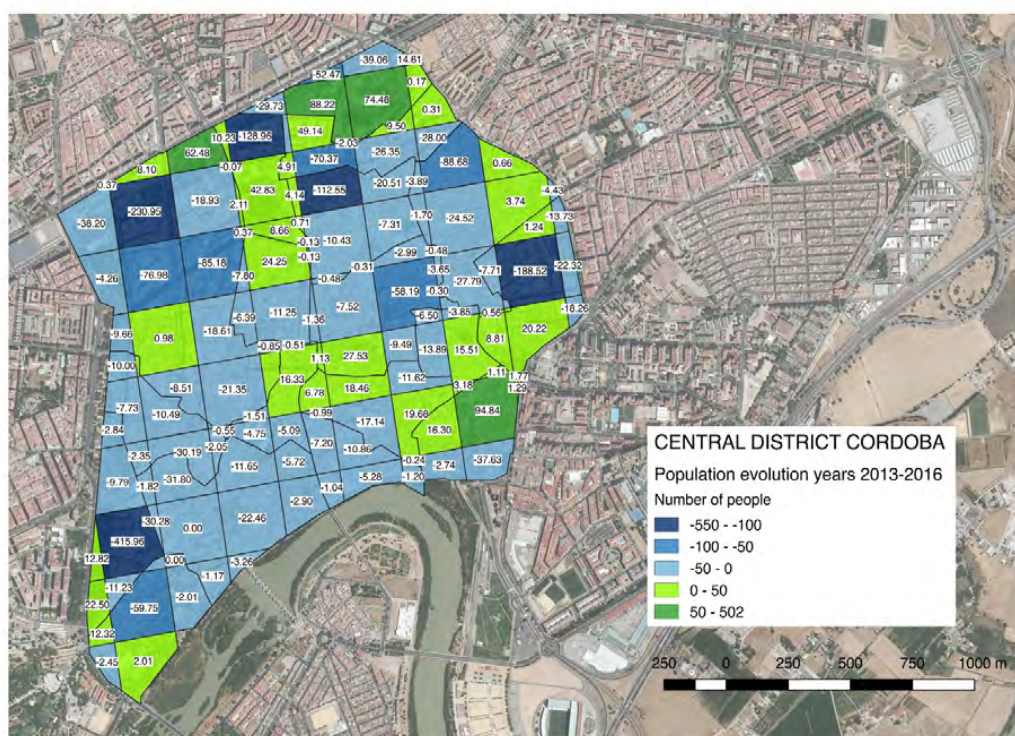 -39.06 14.61
-52.47 0.17
88.22 74.48
-29.73 0.31
10.23 -128.96 49.14 9.50
-2.03 -28.00
62.48 -70.37 -26.35 -88.68
8.10 -0.07 4.91 0.66
0.37 42.83 4.14 -112.55 -20.51 -3.89
-230.95 -18.93 2.11 3.74 -4.43
-38.20 0.71 -1.70 -24.52 -13.73
0.37 8.66 -0.13 -10.43 -7.31 1.24
-85.18 24.25 -0.13 -2.99 -0.48
-4.26 -76.98 -7.80 -0.48 -0.31 -3.65 -7.71 -188.52 -22.32
-58.19 -0.30 -27.79
-11.25 -7.52 -18.26
-9.66 0.98 -18.61 -6.39 -1.36 -6.50 -3.85 0.56 20.22
-0.85 -0.51 -9.49 -13.89 15.51 8.81
-10.00 1.13 27.53
16.33 -11.62 1.11 1.77
-8.51 -21.35 6.78 18.46 3.18 1.29
-7.73 -10.49 -1.51 -0.99 19.68 94.84
-2.84 -0.55 -4.75 -5.09 -17.14 16.30
-2.35 -30.19 -2.05 -7.20 -10.86
-11.65 -5.72 -0.24 -2.74 -37.63
-9.79 -1.82 -31.80 -5.28 -1.20
-2.90 -1.04
-30.28 0.00 -22.46
-415.96
12.82 0.00 -3.26
-11.23 -1.17
22.50 -59.75 -2.01
12.32
-2.45 2.01
CENTRAL DISTRICT CORDOBA
Population evolution years 2013-2016
Number of people
-550 - -100
-100 - -50
-50 - 0
0 - 50
50 - 502
250 0 250 500 750 1000 m